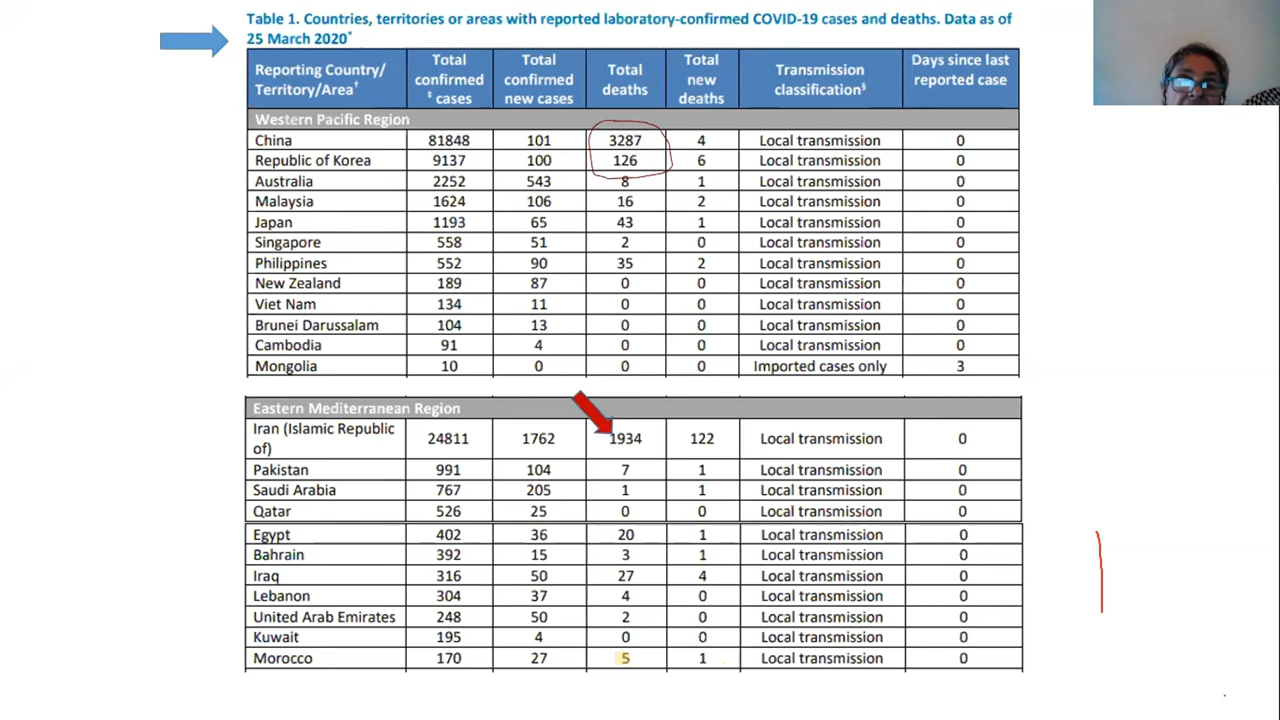 Table 1. Countries, territories or areas with reported laboratory-confirmed COVID-19 cases and deaths. Data as of
25 March 2020*
Reporting Country/ Territory/Area† Total confirmed ‡ cases Total confirmed new cases Total deaths Total new deaths Transmission classification§ Days since last reported case
Western Pacific Region
China 81848 101 3287 4 Local transmission 0
Republic of Korea 9137 100 126 6 Local transmission 0
Australia 2252 543 8 1 Local transmission 0
Malaysia 1624 106 16 2 Local transmission 0
Japan 1193 65 43 1 Local transmission 0
Singapore 558 51 2 0 Local transmission 0
Philippines 552 90 35 2 Local transmission 0
New Zealand 189 87 0 0 Local transmission 0
Viet Nam 134 11 0 0 Local transmission 0
Brunei Darussalam 104 13 0 0 Local transmission 0
Cambodia 91 4 0 0 Local transmission 0
Mongolia 10 0 0 0 Imported cases only 3
Eastern Mediterranean Region
Iran (Islamic Republic of) 24811 1762 1934 122 Local transmission 0
Pakistan 991 104 7 1 Local transmission 0
Saudi Arabia 767 205 1 1 Local transmission 0
Qatar 526 25 0 0 Local transmission 0
Egypt 402 36 20 1 Local transmission 0
Bahrain 392 15 3 1 Local transmission 0
Iraq 316 50 27 4 Local transmission 0
Lebanon 304 37 4 0 Local transmission 0
United Arab Emirates 248 50 2 0 Local transmission 0
Kuwait 195 4 0 0 Local transmission 0
Morocco 170 27 5 1 Local transmission 0